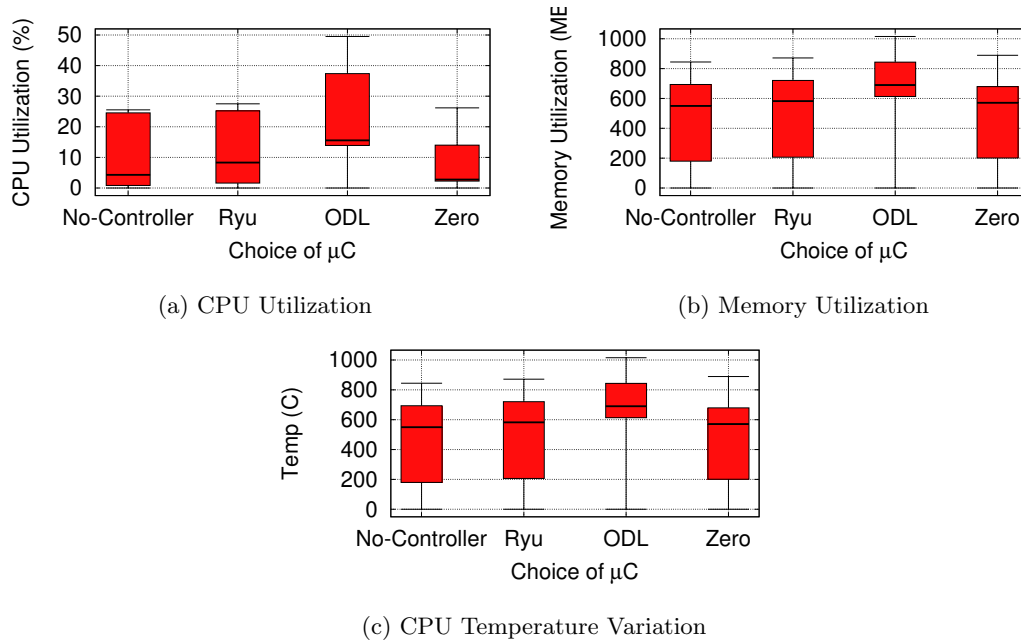 CPU Utilization (%)
50
40
30
20
10
0
No-Controller Ryu ODL Zero
Choice of μC
(a) CPU Utilization
Memory Utilization (ME
1000
800
600
400
200
0
No-Controller Ryu ODL Zero
Choice of μC
(b) Memory Utilization
Temp (C)
1000
800
600
400
200
0
No-Controller Ryu ODL Zero
Choice of μC
(c) CPU Temperature Variation